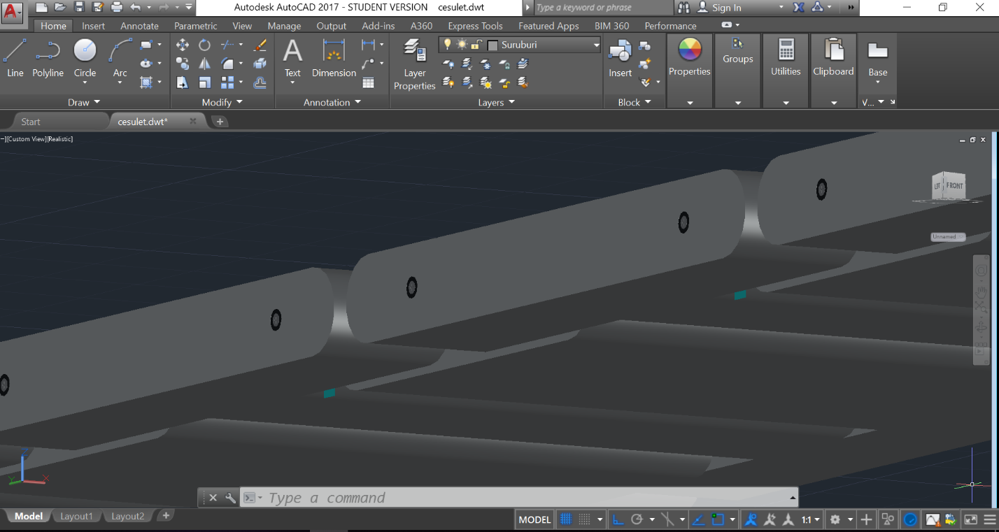 Autodesk AutoCAD 2017 - STUDENT VERSION cesulet.dwt
Type a keyword or phrase
Sign In
Home Insert Annotate Parametric View Manage Output Add-ins A360 Express Tools Featured Apps BIM 360 Performance
Suruburi
Line Polyline Circle Arc
Text Dimension
Layer
Properties
Insert
Properties
Groups
Utilities
Clipboard
Base
Draw Modify Annotation Layers Block V...
Start cesulet.dwt*
−][Custom View][Realistic]
LEFT FRONT
Unnamed
Z
Y X
Type a command
Model Layout1 Layout2
MODEL 1:1